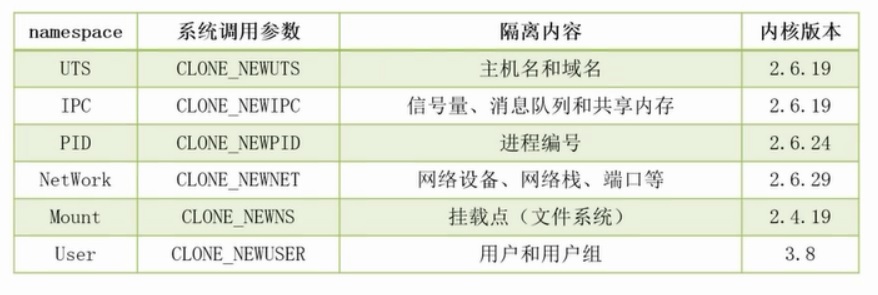 namespace 系统调用参数 隔离内容 内核版本
UTS CLONE_NEWUTS 主机名和域名 2.6.19
IPC CLONE_NEWIPC 信号量、消息队列和共享内存 2.6.19
PID CLONE_NEWPID 进程编号 2.6.24
NetWork CLONE_NEWNET 网络设备、网络栈、端口等 2.6.29
Mount CLONE_NEWNS 挂载点（文件系统） 2.4.19
User CLONE_NEWUSER 用户和用户组 3.8